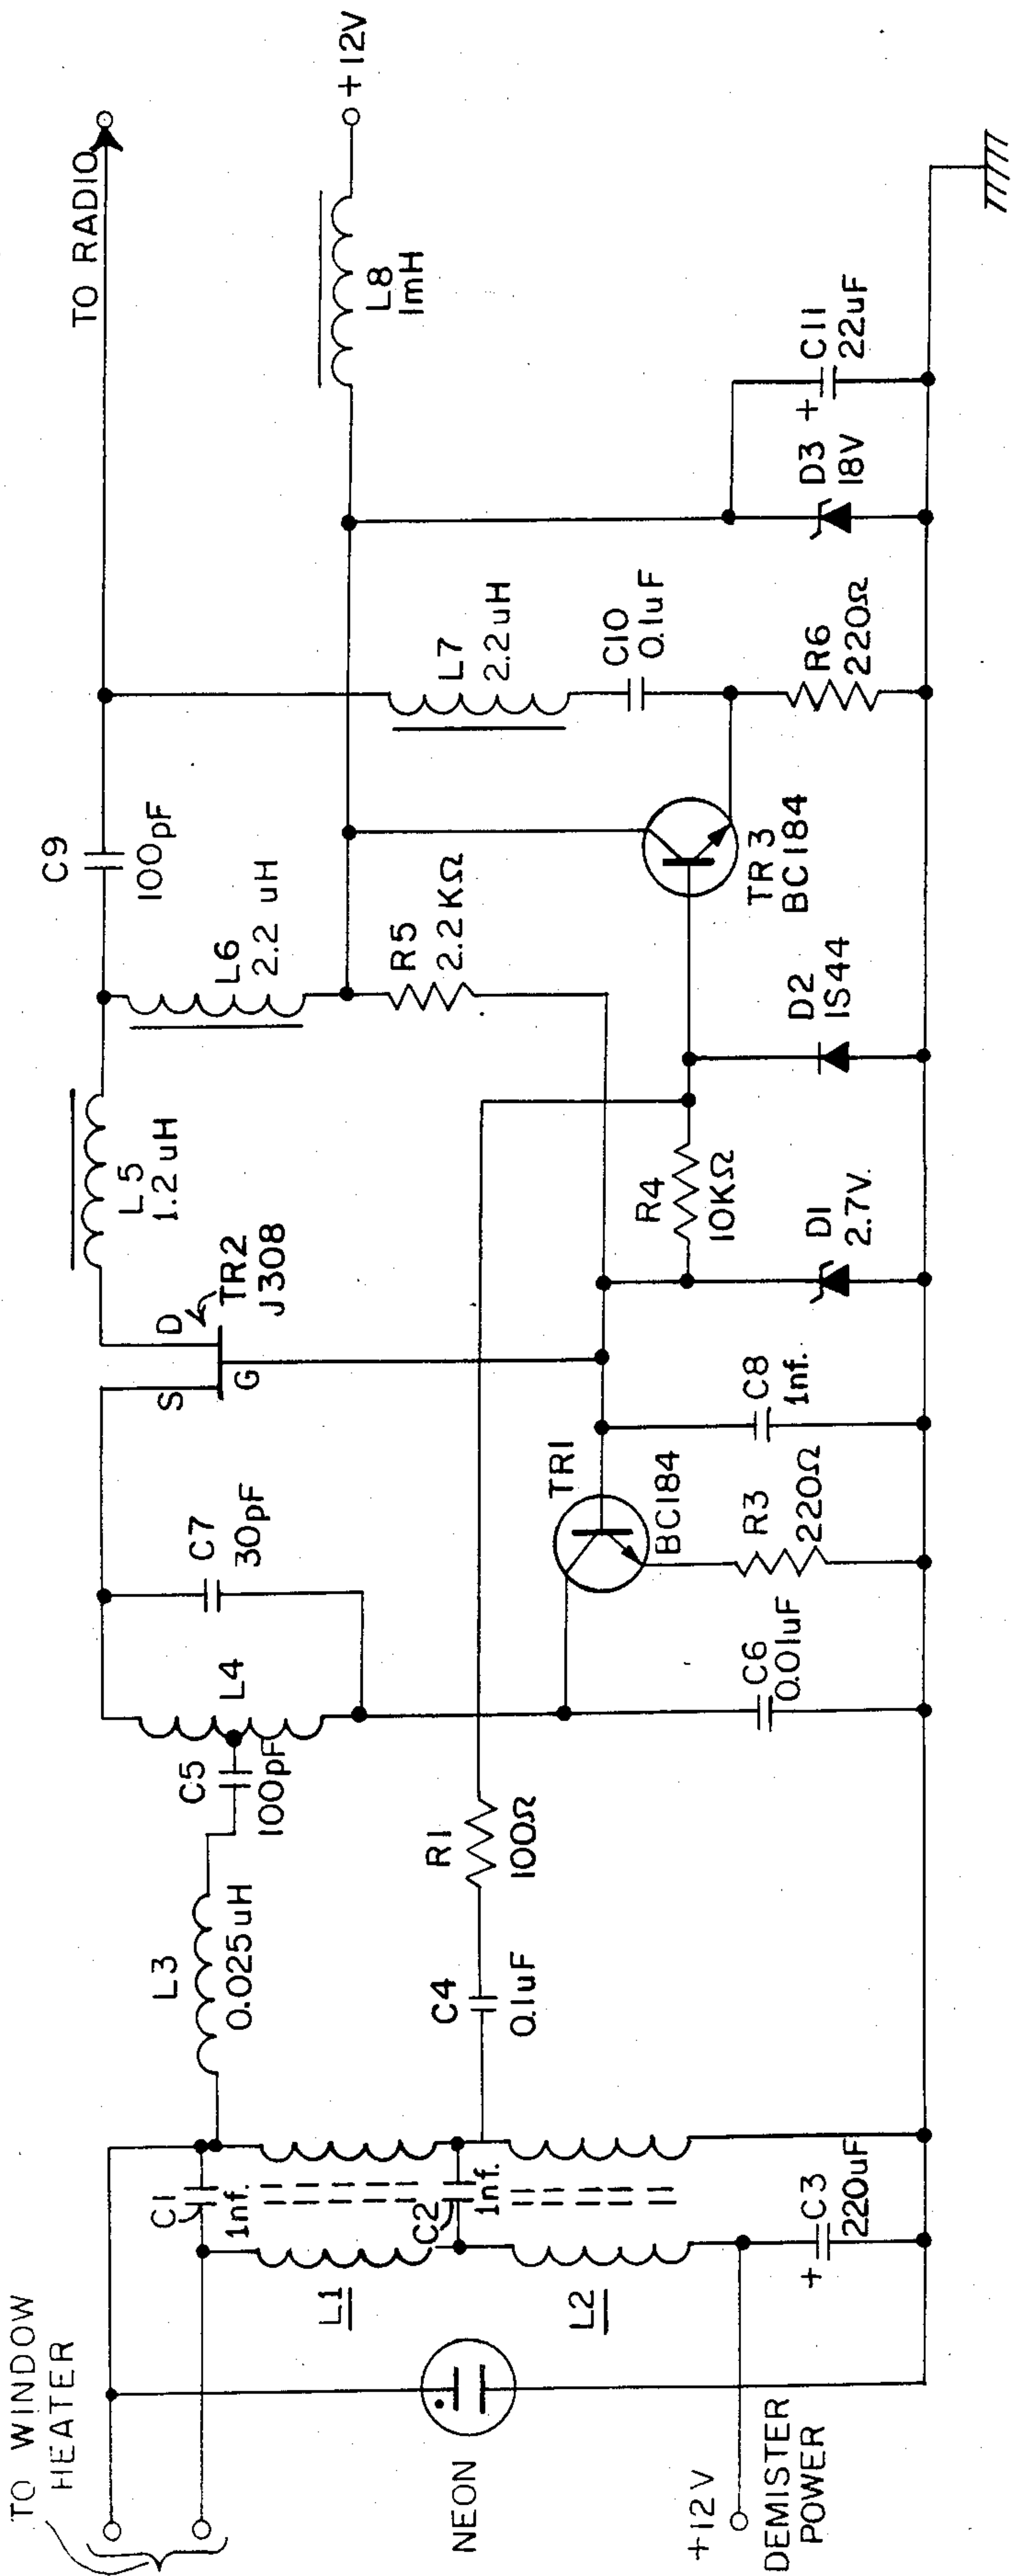 TO WINDOW
HEATER
NEON
+12V
DEMISTER
POWER
L1
L2
C1
1nf.
C2
1nf.
+
C3
220uF
L3
0.025uH
C4
0.1uF
R1
100Ω
C5
100pF
L4
C6
0.01uF
C7
30pF
TR1
BC184
R3
220Ω
C8
1nf.
S
D
G
TR2
J308
D1
2.7V.
R4
10KΩ
L5
1.2uH
D2
1S44
L6
2.2 uH
R5
2.2KΩ
C9
100pF
TR3
BC184
L7
2.2uH
C10
0.1uF
R6
220Ω
D3
18V
+
C11
22uF
L8
1mH
TO RADIO
+12V